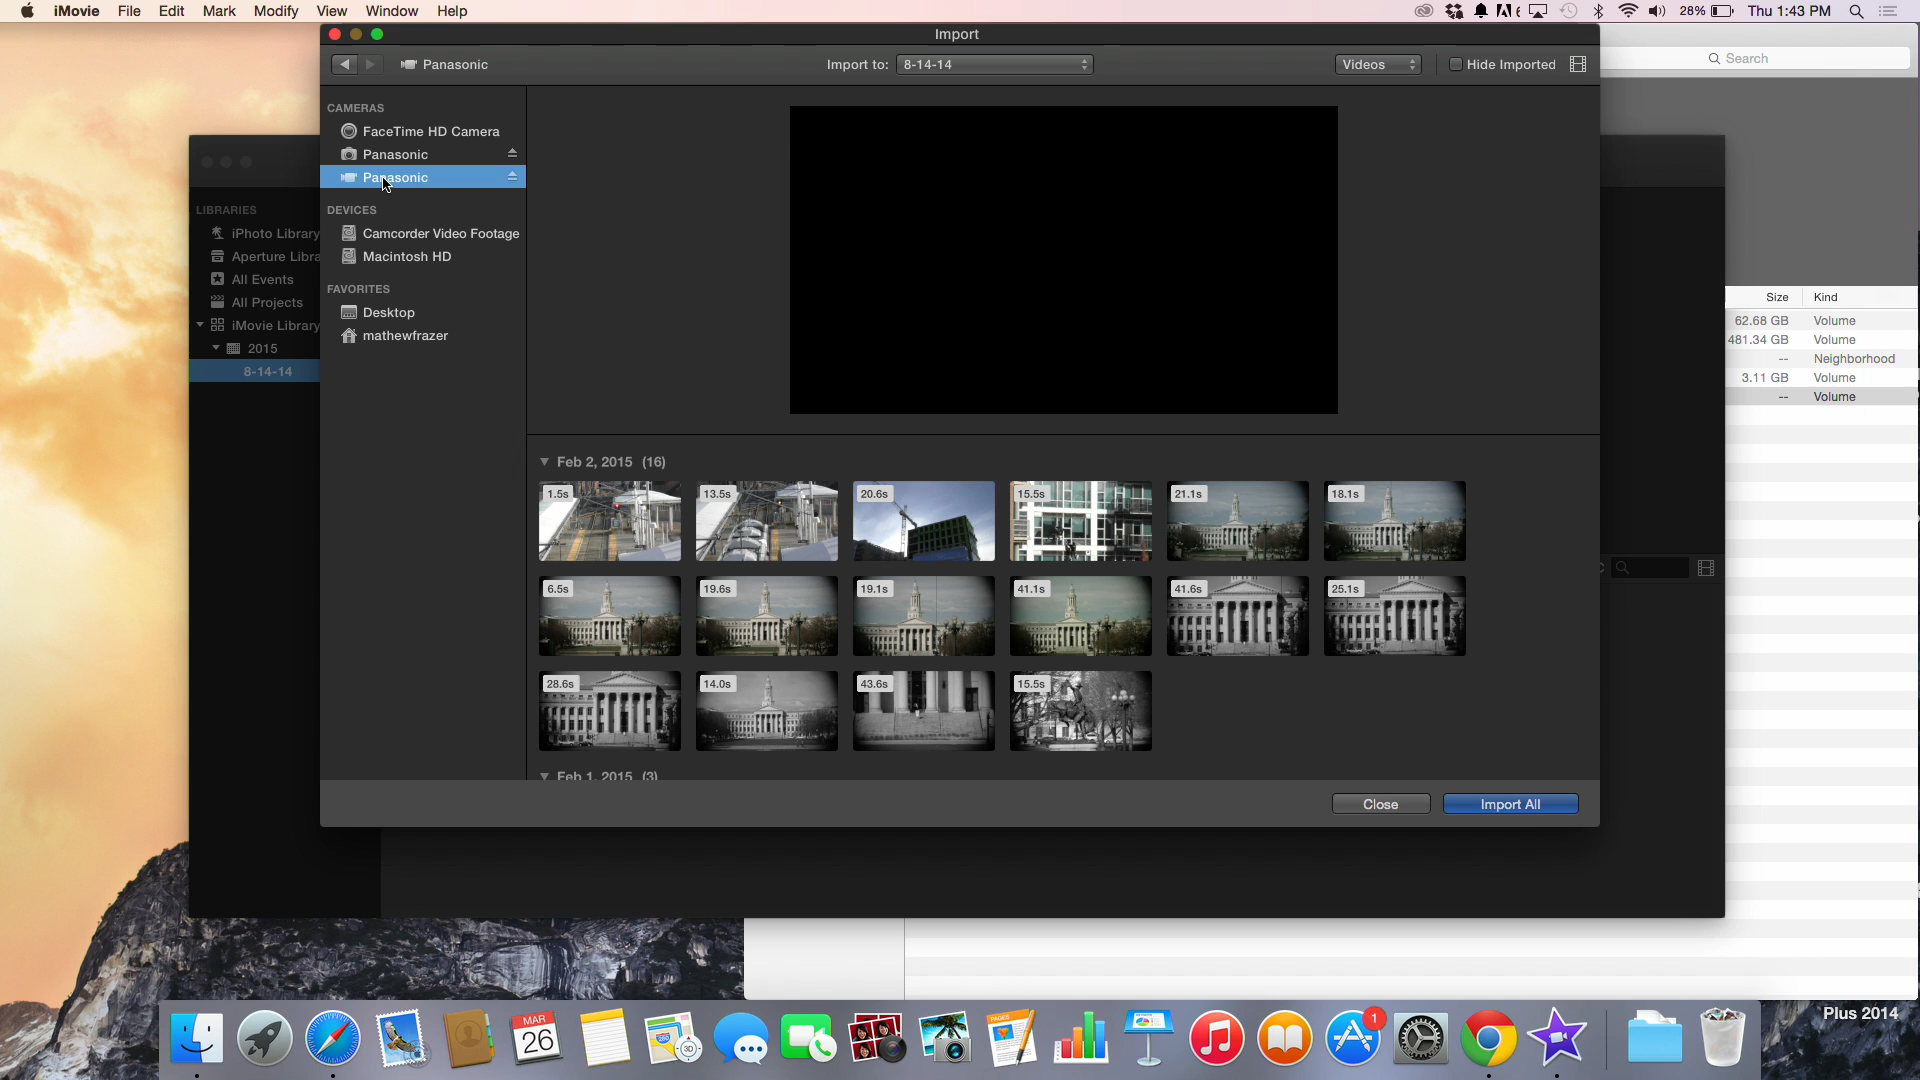 iMovie File Edit Mark Modify View Window Help
6 28% Thu 1:43 PM
Import
Search
Panasonic
Import to: 8-14-14
Videos
Hide Imported
CAMERAS
FaceTime HD Camera
Panasonic
Panasonic
DEVICES
Camcorder Video Footage
Macintosh HD
FAVORITES
Desktop
mathewfrazer
LIBRARIES
iPhoto Library
Aperture Libra
All Events
All Projects
iMovie Library
2015
8-14-14
Size Kind
62.68 GB Volume
481.34 GB Volume
-- Neighborhood
3.11 GB Volume
-- Volume
Feb 2, 2015 (16)
1.5s 13.5s 20.6s 15.5s 21.1s 18.1s
6.5s 19.6s 19.1s 41.1s 41.6s 25.1s
28.6s 14.0s 43.6s 15.5s
Feb 1, 2015 (3)
Close Import All
Plus 2014
MAR
26
PAGES
280
3D
1